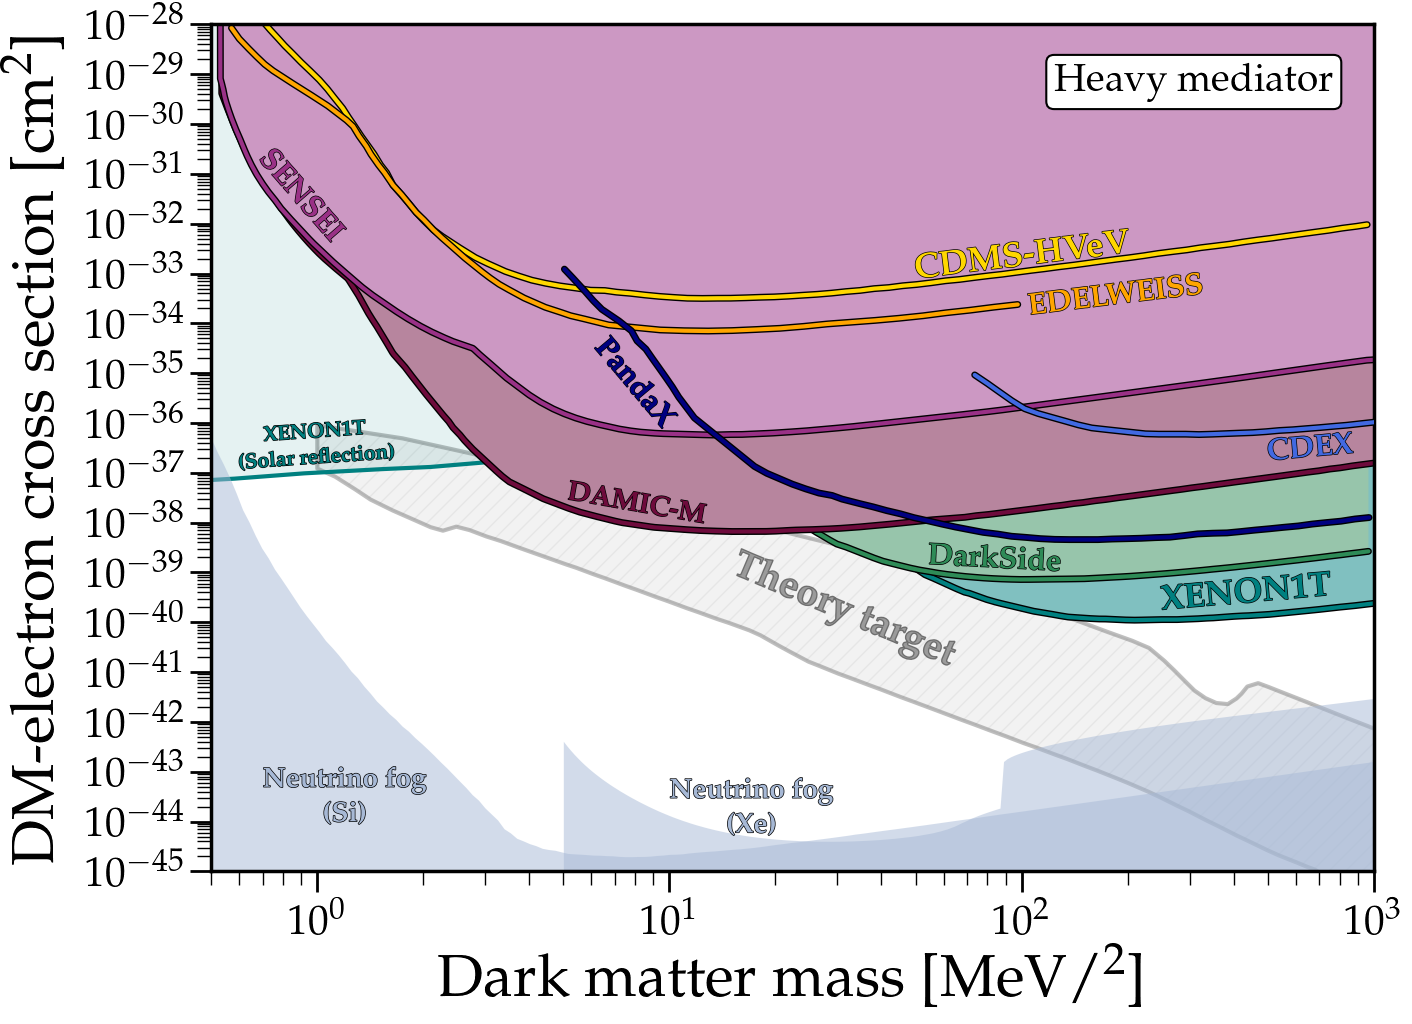 10⁻²⁸
10⁻²⁹
10⁻³⁰
10⁻³¹
10⁻³²
10⁻³³
10⁻³⁴
10⁻³⁵
10⁻³⁶
10⁻³⁷
10⁻³⁸
10⁻³⁹
10⁻⁴⁰
10⁻⁴¹
10⁻⁴²
10⁻⁴³
10⁻⁴⁴
10⁻⁴⁵
DM-electron cross section [cm²]
Heavy mediator
SENSEI
CDMS-HVeV
EDELWEISS
PandaX
CDEX
XENON1T
(Solar reflection)
DAMIC-M
DarkSide
XENON1T
Theory target
Neutrino fog
(Si)
Neutrino fog
(Xe)
10⁰
10¹
10²
10³
Dark matter mass [MeV/²]